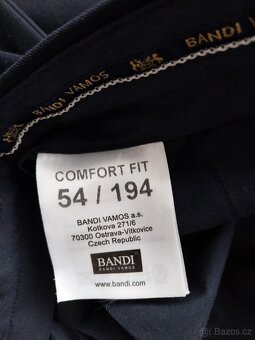 BANDI VAMOS
BANDI
COMFORT FIT
54 / 194
BANDI VAMOS a.s.
Kotkova 271/6
70300 Ostrava-Vitkovice
Czech Republic
BANDI
BANDI VAMOS
www.bandi.com
Bazos.cz